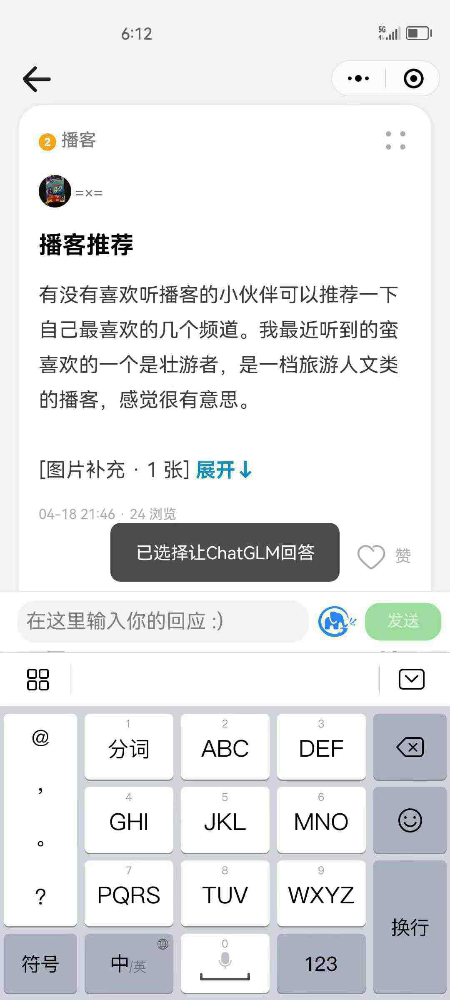 6:12
5G
2 播客
=×=
播客推荐
有没有喜欢听播客的小伙伴可以推荐一下
自己最喜欢的几个频道。我最近听到的蛮
喜欢的一个是壮游者，是一档旅游人文类
的播客，感觉很有意思。
[图片补充 · 1 张] 展开↓
04-18 21:46 · 24 浏览
已选择让ChatGLM回答
赞
在这里输入你的回应 :)
发送
@
，
。
?
1
分词
2
ABC
3
DEF
4
GHI
5
JKL
6
MNO
7
PQRS
8
TUV
9
WXYZ
换行
符号
中/英
0
123